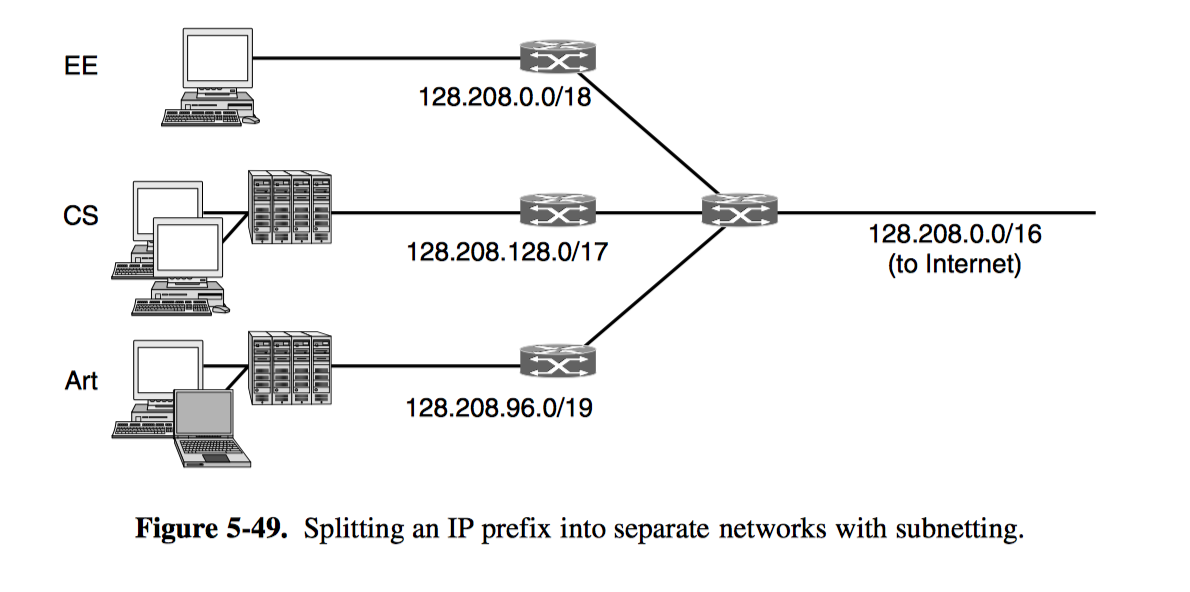 EE
128.208.0.0/18
CS
128.208.128.0/17
128.208.0.0/16
(to Internet)
Art
128.208.96.0/19
Figure 5-49. Splitting an IP prefix into separate networks with subnetting.